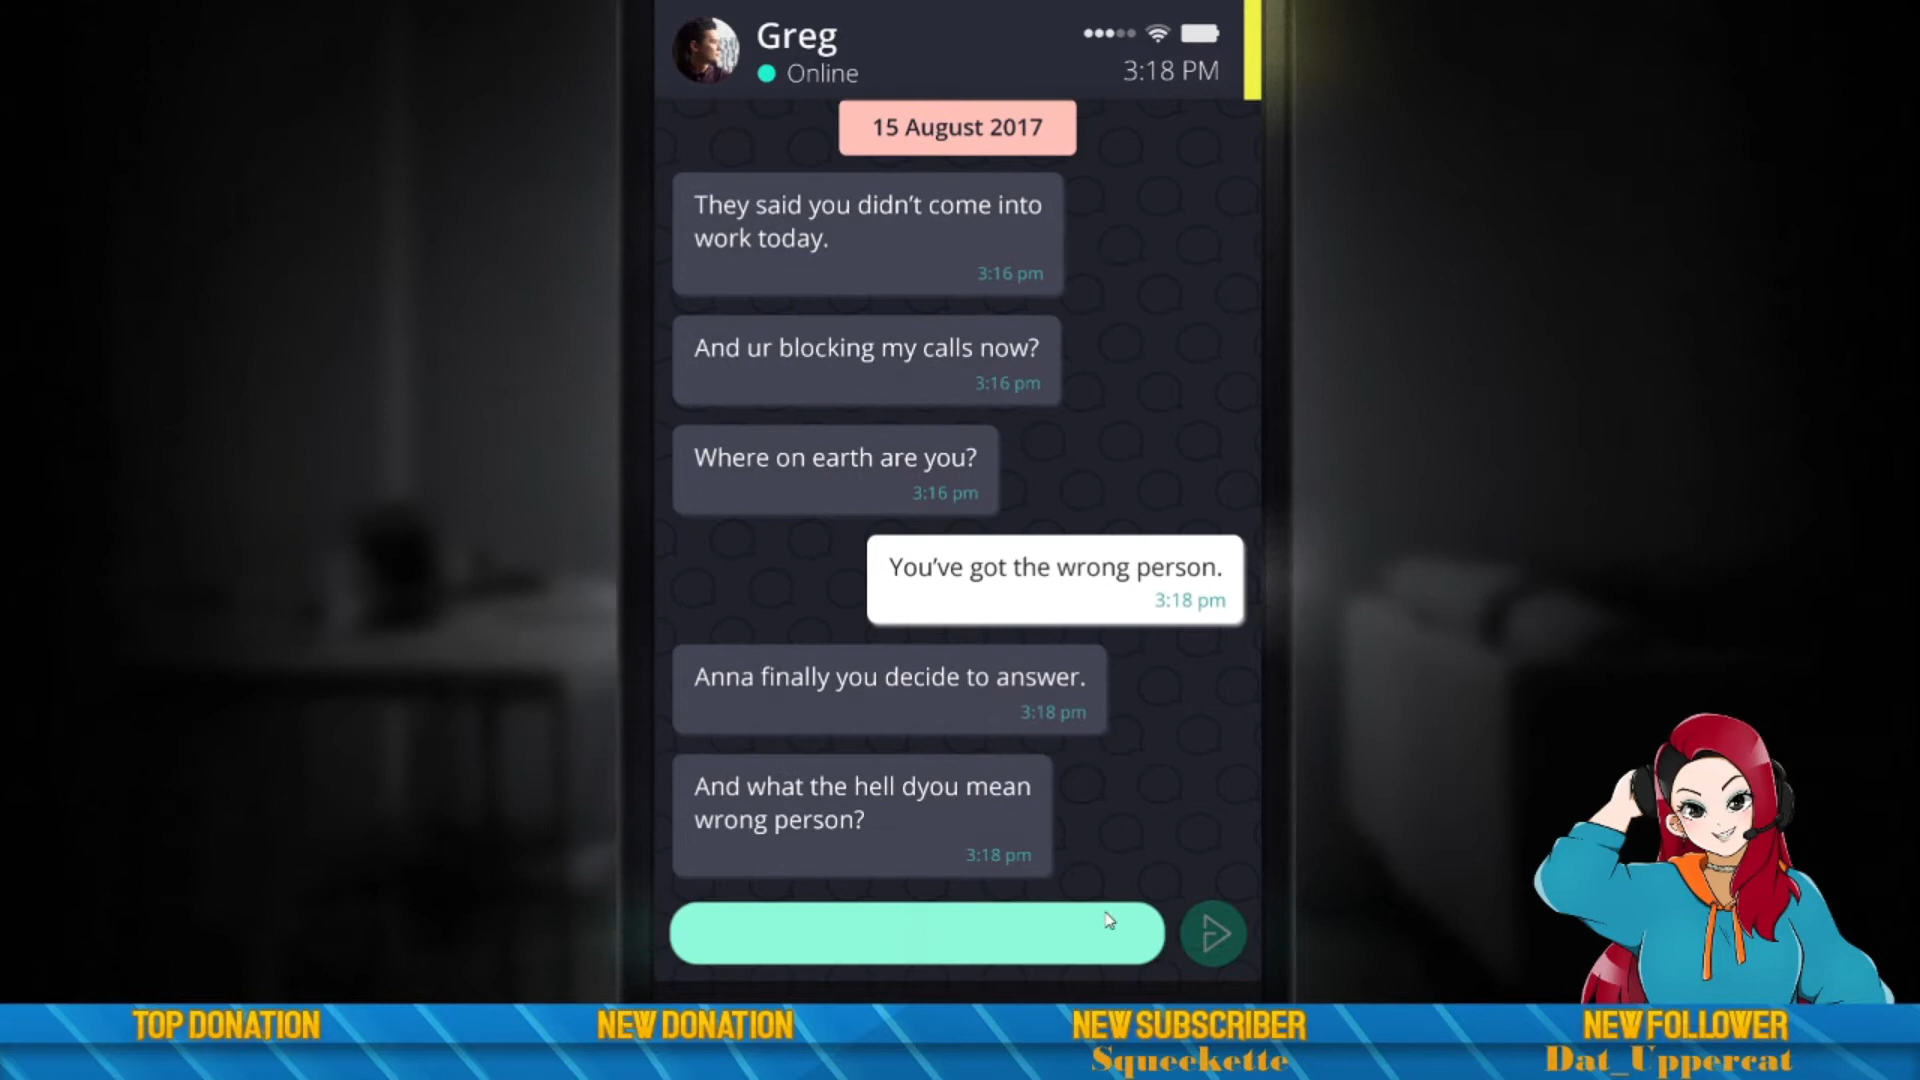 Greg
Online
3:18 PM
15 August 2017
They said you didn't come into
work today.
3:16 pm
And ur blocking my calls now?
3:16 pm
Where on earth are you?
3:16 pm
You've got the wrong person.
3:18 pm
Anna finally you decide to answer.
3:18 pm
And what the hell dyou mean
wrong person?
3:18 pm
TOP DONATION
NEW DONATION
NEW SUBSCRIBER
Squeekette
NEW FOLLOWER
Dat_Uppercat